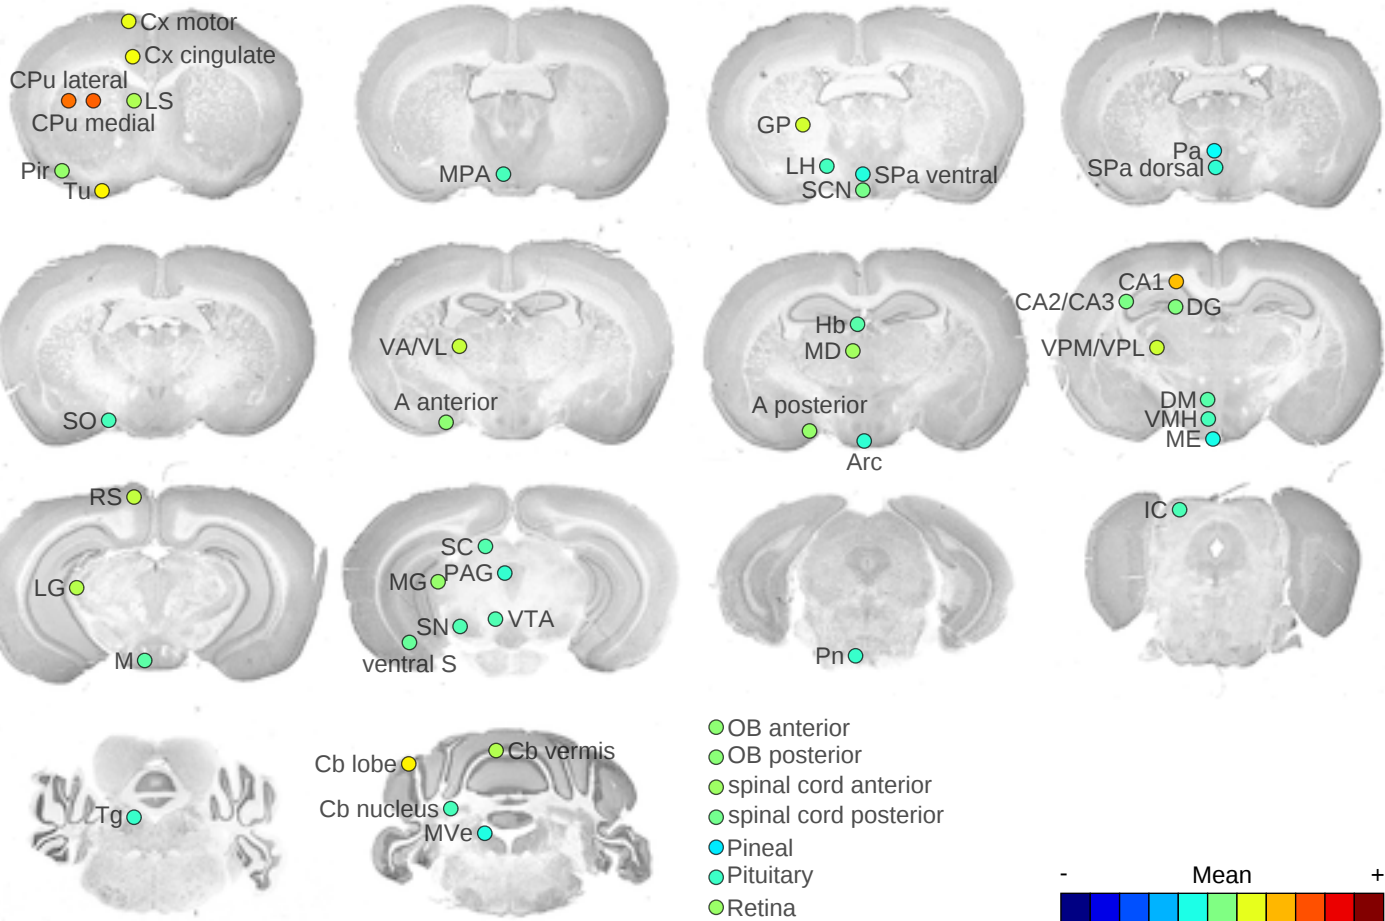 Cx motor
Cx cingulate
CPu lateral
LS
CPu medial
Pir
Tu
MPA
GP
LH
SPa ventral
SCN
Pa
SPa dorsal
SO
VA/VL
A anterior
Hb
MD
A posterior
Arc
CA1
CA2/CA3
DG
VPM/VPL
DM
VMH
ME
RS
LG
M
SC
MG
PAG
SN
VTA
ventral S
Pn
IC
Tg
Cb lobe
Cb vermis
Cb nucleus
MVe
OB anterior
OB posterior
spinal cord anterior
spinal cord posterior
Pineal
Pituitary
Retina
- Mean +